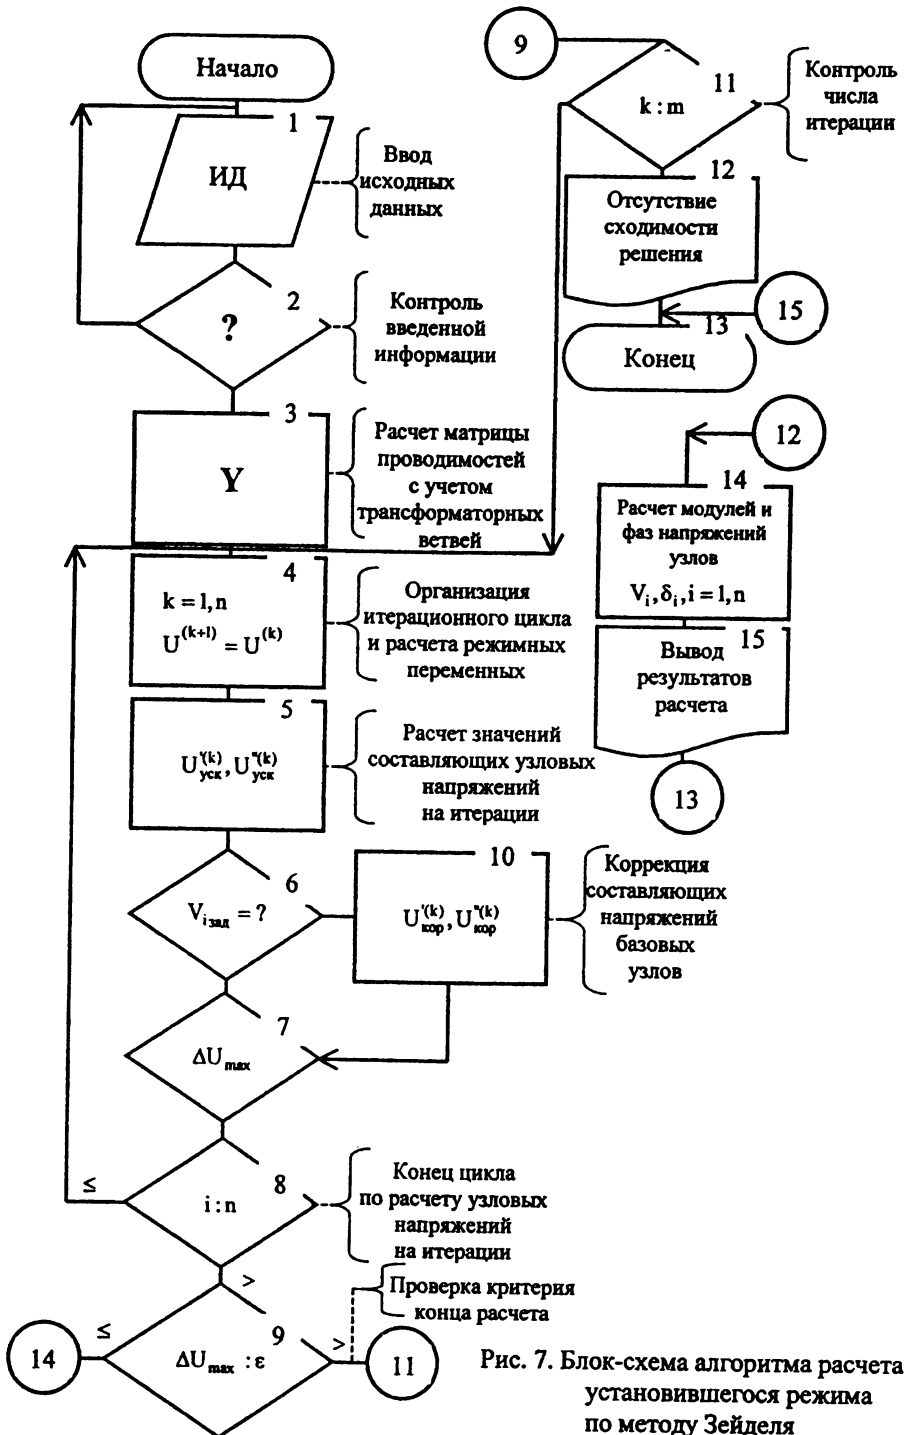 Начало
1
ИД
Ввод
исходных
данных
2
?
Контроль
введенной
информации
3
Y
Расчет матрицы
проводимостей
с учетом
трансформаторных
ветвей
4
k = 1, n
U^(k+1) = U^(k)
Организация
итерационного цикла
и расчета режимных
переменных
5
U'^(k)_уск, U"^(k)_уск
Расчет значений
составляющих узловых
напряжений
на итерации
6
V_i зад = ?
10
U'^(k)_кор, U"^(k)_кор
Коррекция
составляющих
напряжений
базовых
узлов
7
ΔU_max
8
i : n
≤
>
Конец цикла
по расчету узловых
напряжений
на итерации
Проверка критерия
конца расчета
9
ΔU_max : ε
≤
>
14
11
9
11
k : m
Контроль
числа
итерации
12
Отсутствие
сходимости
решения
15
13
Конец
12
14
Расчет модулей и
фаз напряжений
узлов
V_i, δ_i, i = 1, n
15
Вывод
результатов
расчета
13
Рис. 7. Блок-схема алгоритма расчета
установившегося режима
по методу Зейделя